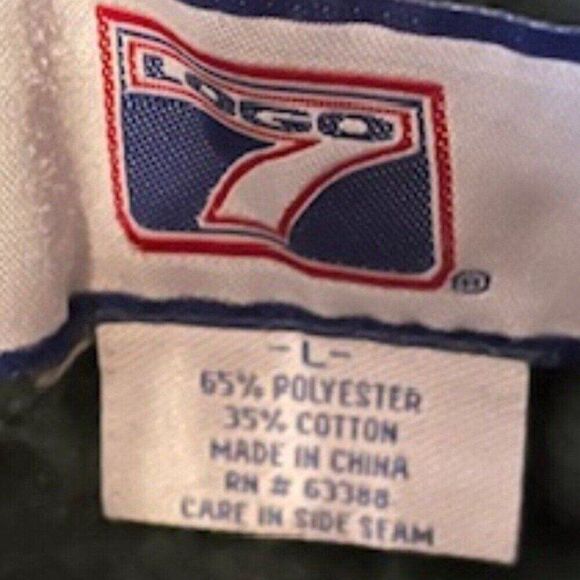 LOGO
7
®
- L -
65% POLYESTER
35% COTTON
MADE IN CHINA
RN # 63388
CARE IN SIDE SEAM